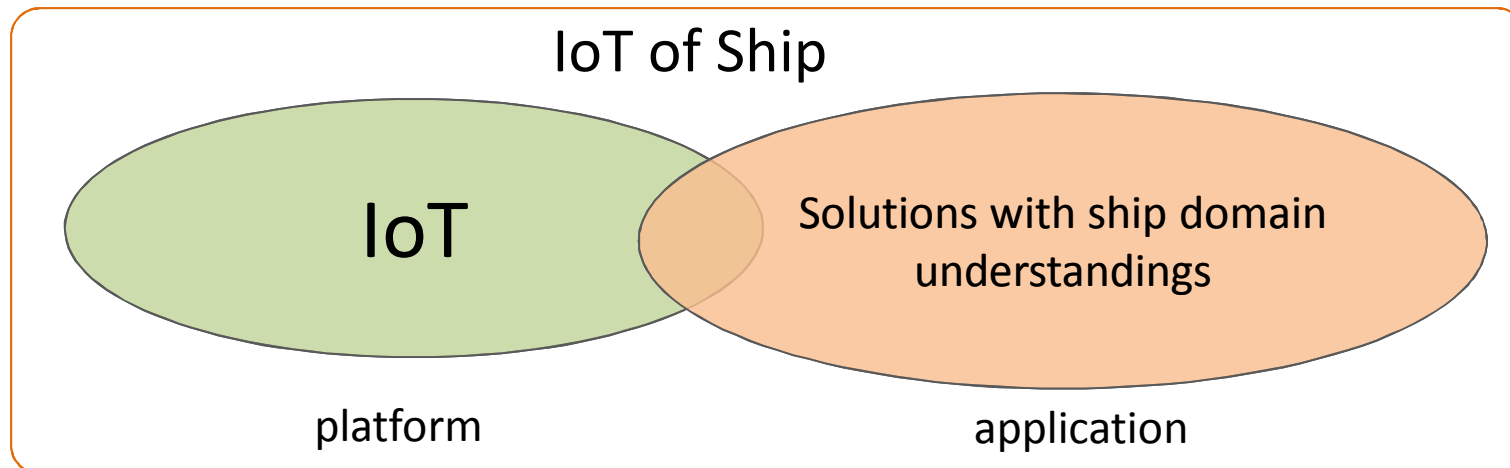 IoT of Ship
IoT
Solutions with ship domain
understandings
platform
application